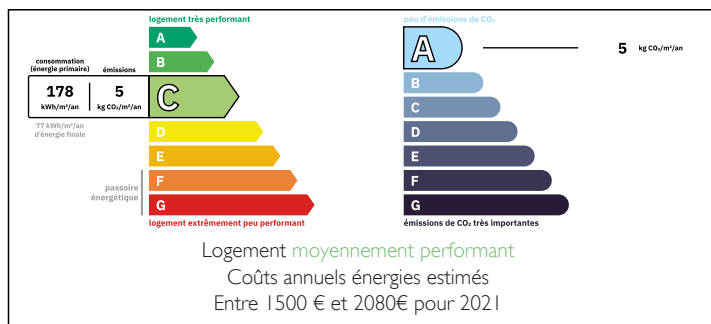 logement très performant
A
B
consommation
(énergie primaire)
émissions
178
kWh/m²/an
5
kg CO₂/m²/an
C
77 kWh/m²/an
d'énergie finale
D
E
F
G
passoire
énergétique
logement extrêmement peu performant
peu d'émissions de CO₂
A
5 kg CO₂/m²/an
B
C
D
E
F
G
émissions de CO₂ très importantes
Logement moyennement performant
Coûts annuels énergies estimés
Entre 1500 € et 2080€ pour 2021